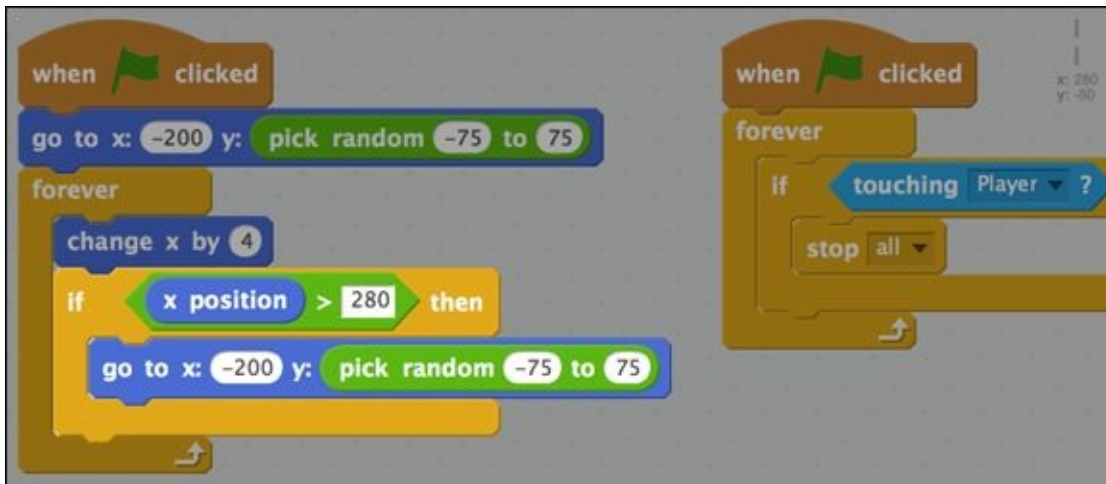 when clicked
go to x: -200 y: pick random -75 to 75
forever
change x by 4
if x position > 280 then
go to x: -200 y: pick random -75 to 75
when clicked
forever
if touching Player ?
stop all
x: 280
y: -50